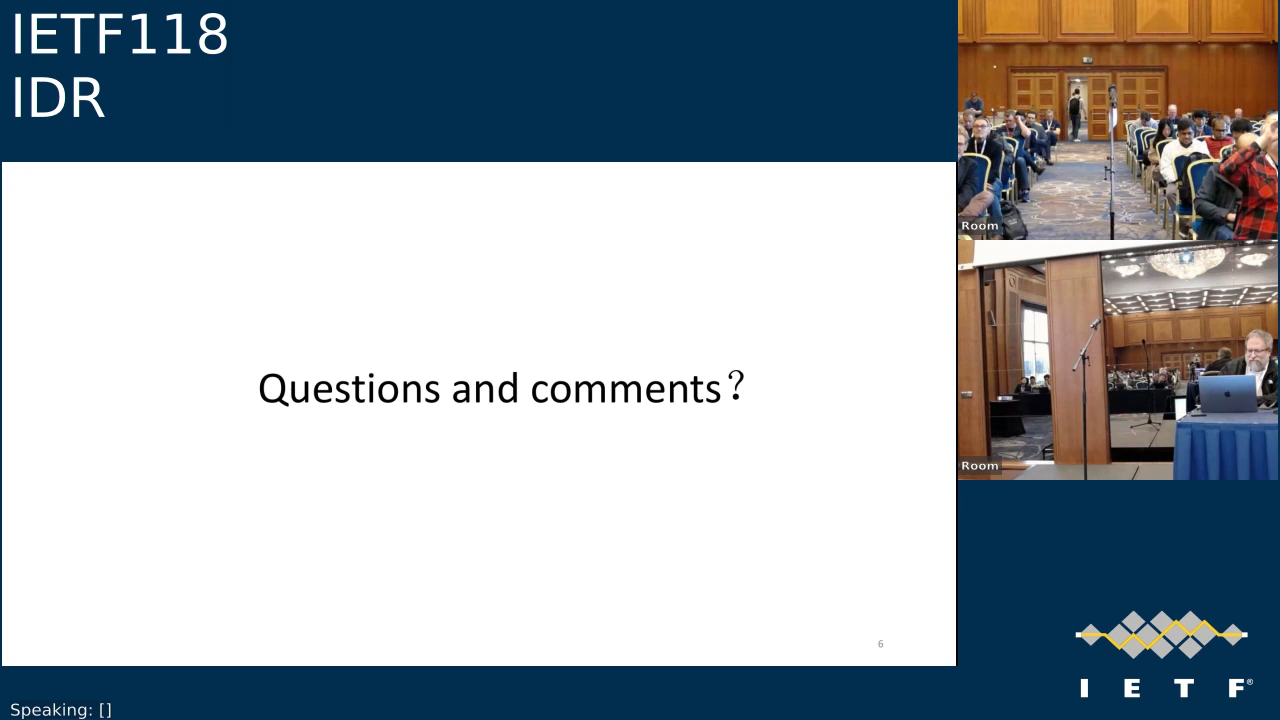 IETF118
IDR
Room
Questions and comments？
Room
6
I E T F®
Speaking: []